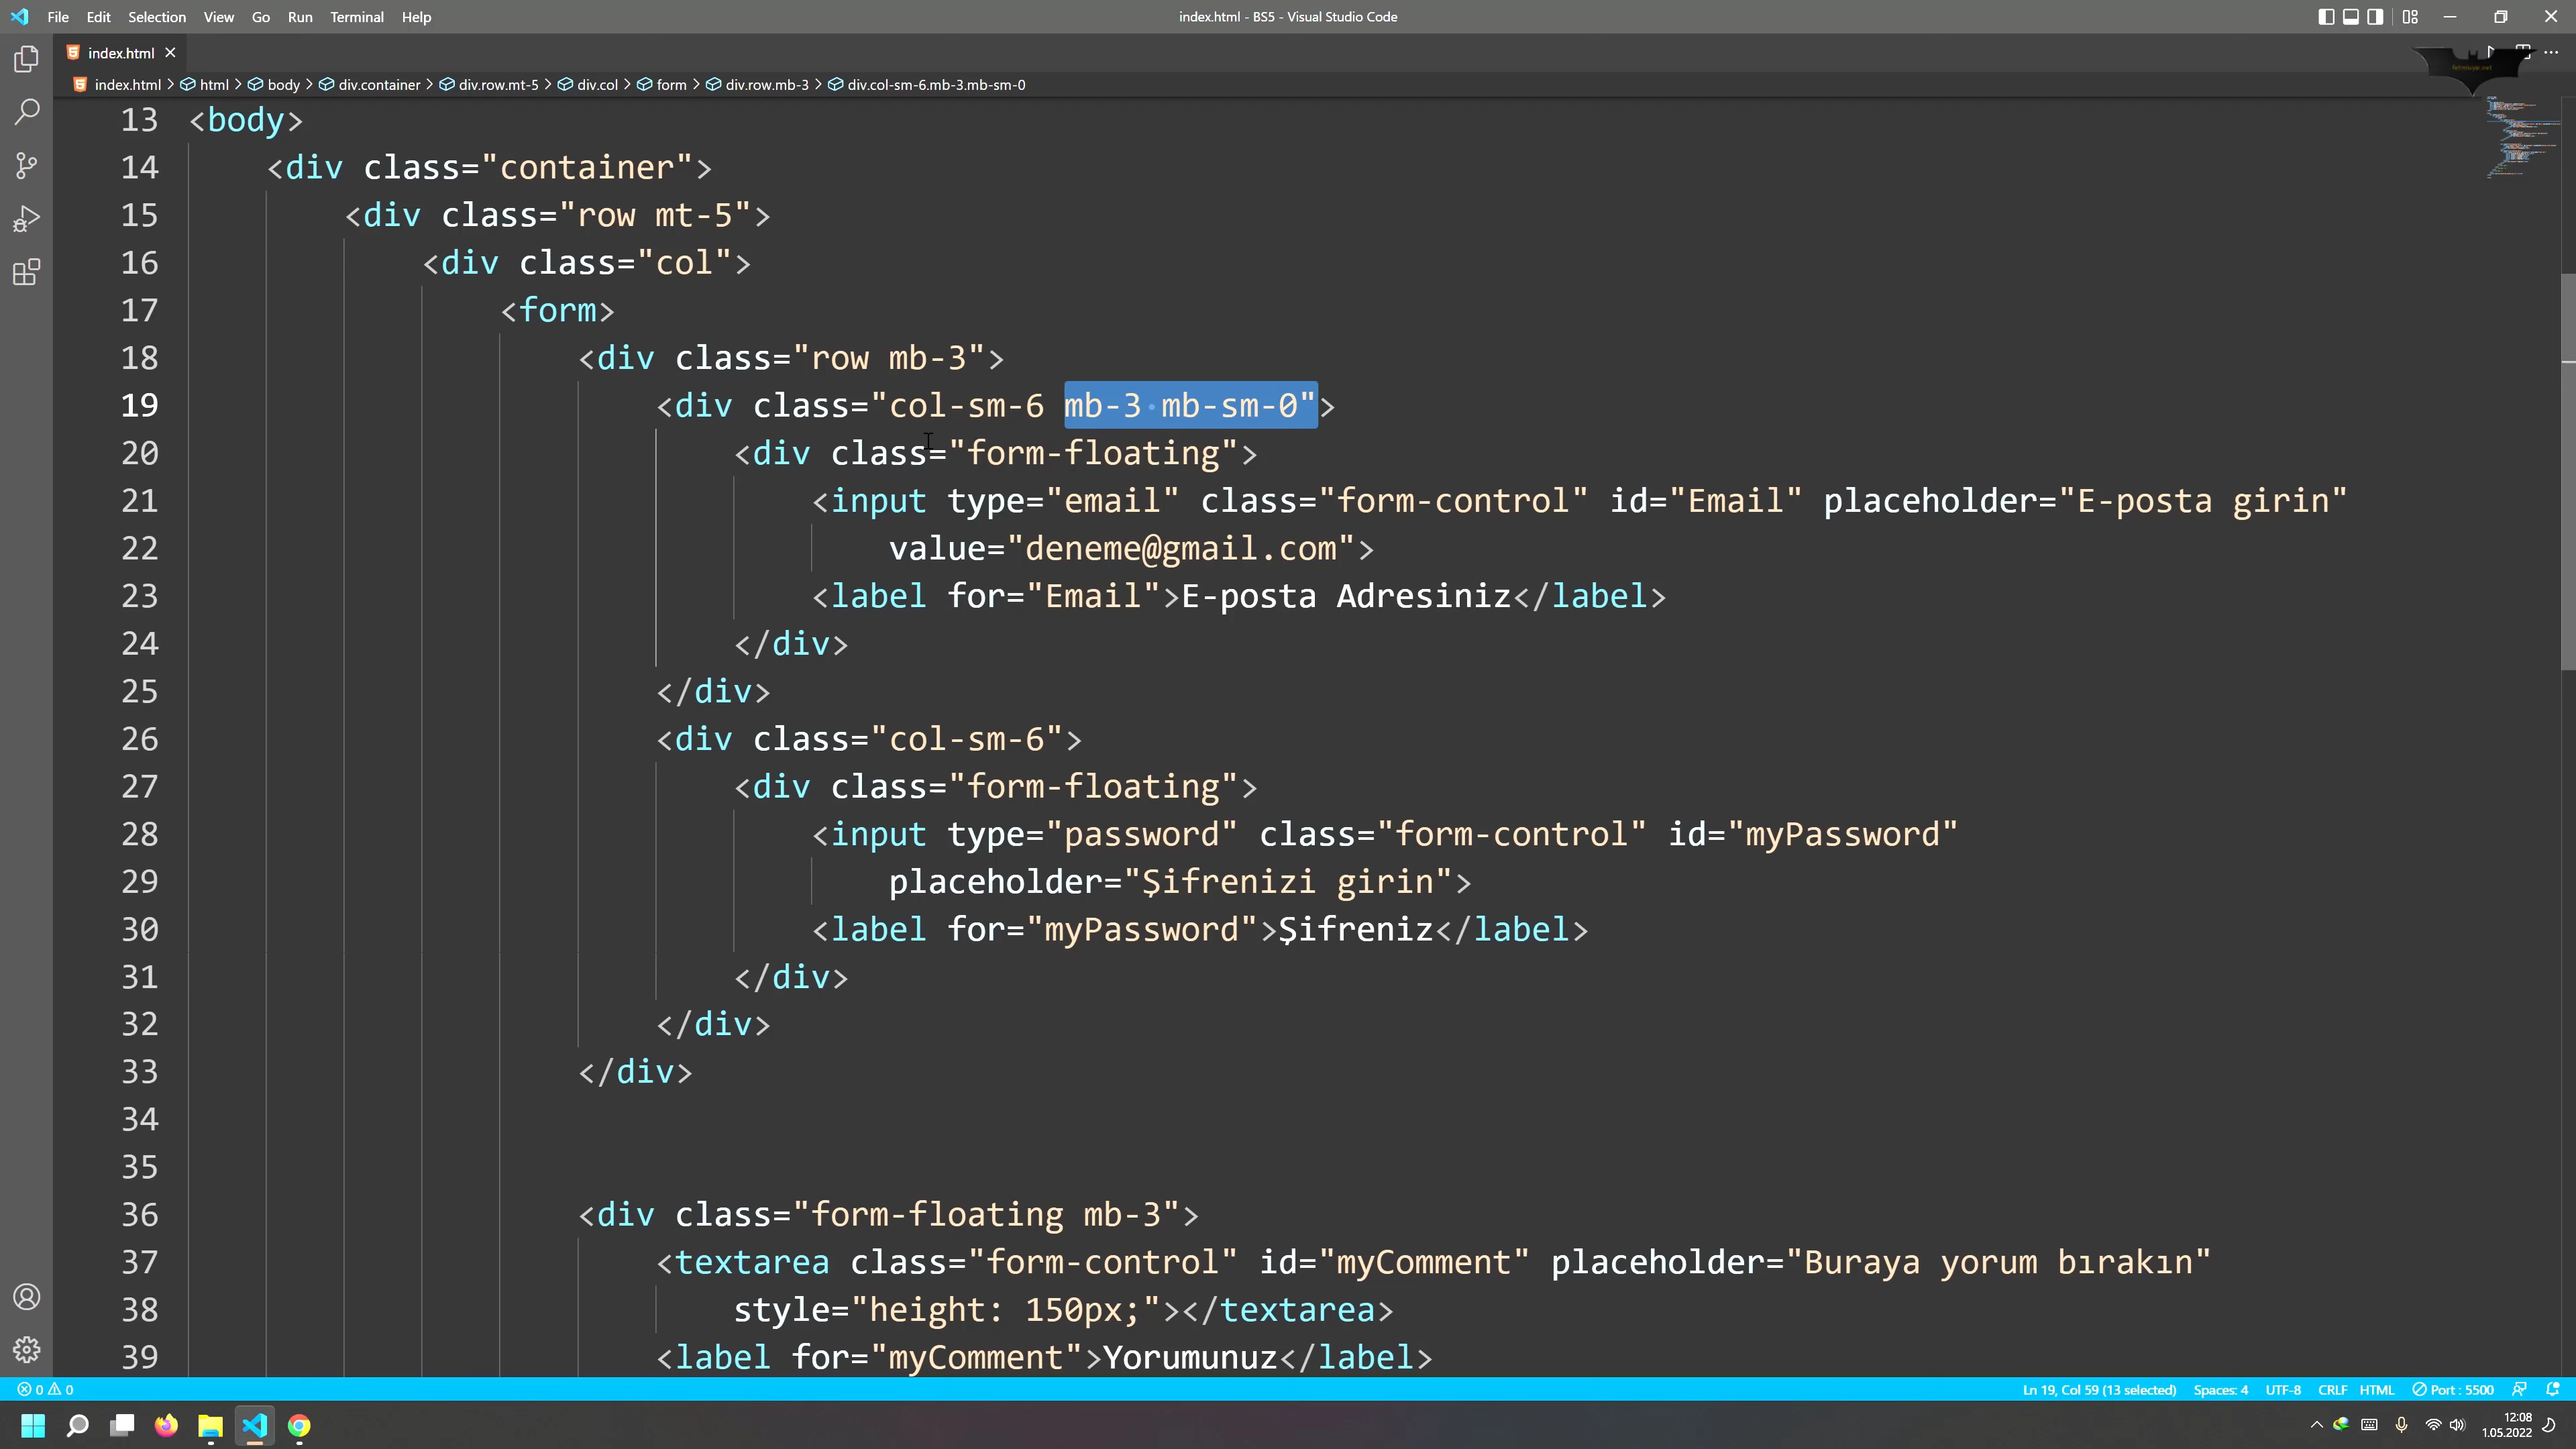 File Edit Selection View Go Run Terminal Help
index.html - BS5 - Visual Studio Code
index.html
index.html > html > body > div.container > div.row.mt-5 > div.col > form > div.row.mb-3 > div.col-sm-6.mb-3.mb-sm-0
13 <body>
14 <div class="container">
15 <div class="row mt-5">
16 <div class="col">
17 <form>
18 <div class="row mb-3">
19 <div class="col-sm-6 mb-3 mb-sm-0">
20 <div class="form-floating">
21 <input type="email" class="form-control" id="Email" placeholder="E-posta girin"
22 value="deneme@gmail.com">
23 <label for="Email">E-posta Adresiniz</label>
24 </div>
25 </div>
26 <div class="col-sm-6">
27 <div class="form-floating">
28 <input type="password" class="form-control" id="myPassword"
29 placeholder="Şifrenizi girin">
30 <label for="myPassword">Şifreniz</label>
31 </div>
32 </div>
33 </div>
34
35
36 <div class="form-floating mb-3">
37 <textarea class="form-control" id="myComment" placeholder="Buraya yorum bırakın"
38 style="height: 150px;"></textarea>
39 <label for="myComment">Yorumunuz</label>
0 0
Ln 19, Col 59 (13 selected) Spaces: 4 UTF-8 CRLF HTML Port : 5500
12:08
1.05.2022